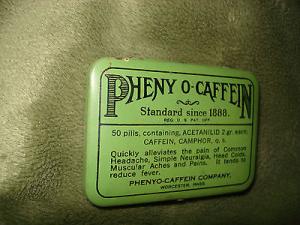 PHENY O-CAFFEIN
Standard since 1888.
REG. U. S. PAT. OFF.
50 pills, containing, ACETANILID 2 gr. each;
CAFFEIN, CAMPHOR, q. s.
Quickly alleviates the pain of Common
Headache, Simple Neuralgia, Head Colds,
Muscular Aches and Pains. It tends to
reduce fever.
PHENYO-CAFFEIN COMPANY,
WORCESTER, MASS.